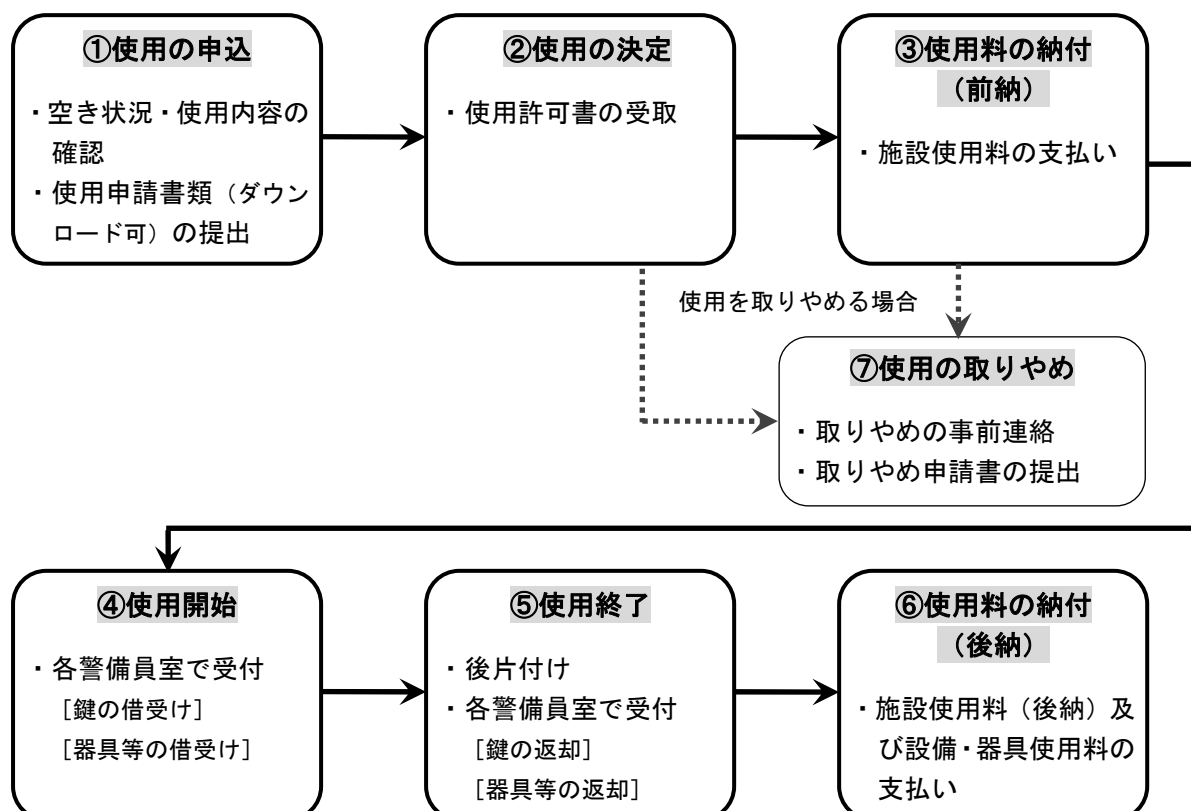 ①使用の申込
・空き状況・使用内容の
確認
・使用申請書類（ダウン
ロード可）の提出
②使用の決定
・使用許可書の受取
③使用料の納付
（前納）
・施設使用料の支払い
使用を取りやめる場合
⑦使用の取りやめ
・取りやめの事前連絡
・取りやめ申請書の提出
④使用開始
・各警備員室で受付
［鍵の借受け］
［器具等の借受け］
⑤使用終了
・後片付け
・各警備員室で受付
［鍵の返却］
［器具等の返却］
⑥使用料の納付
（後納）
・施設使用料（後納）及
び設備・器具使用料の
支払い